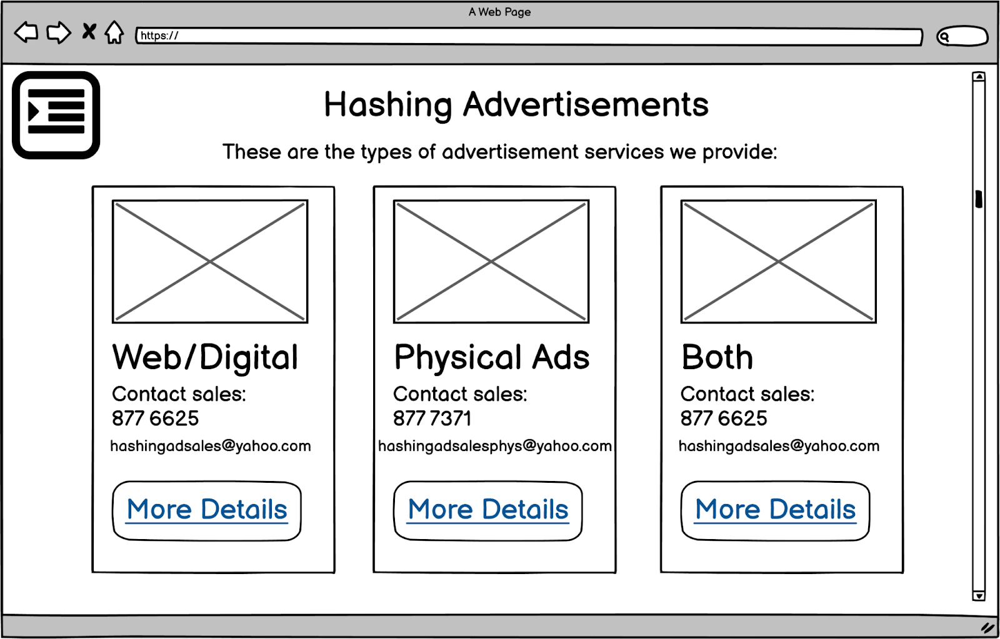 A Web Page
https://
Hashing Advertisements
These are the types of advertisement services we provide:
Web/Digital
Contact sales:
877 6625
hashingadsales@yahoo.com
More Details
Physical Ads
Contact sales:
877 7371
hashingadsalesphys@yahoo.com
More Details
Both
Contact sales:
877 6625
hashingadsales@yahoo.com
More Details